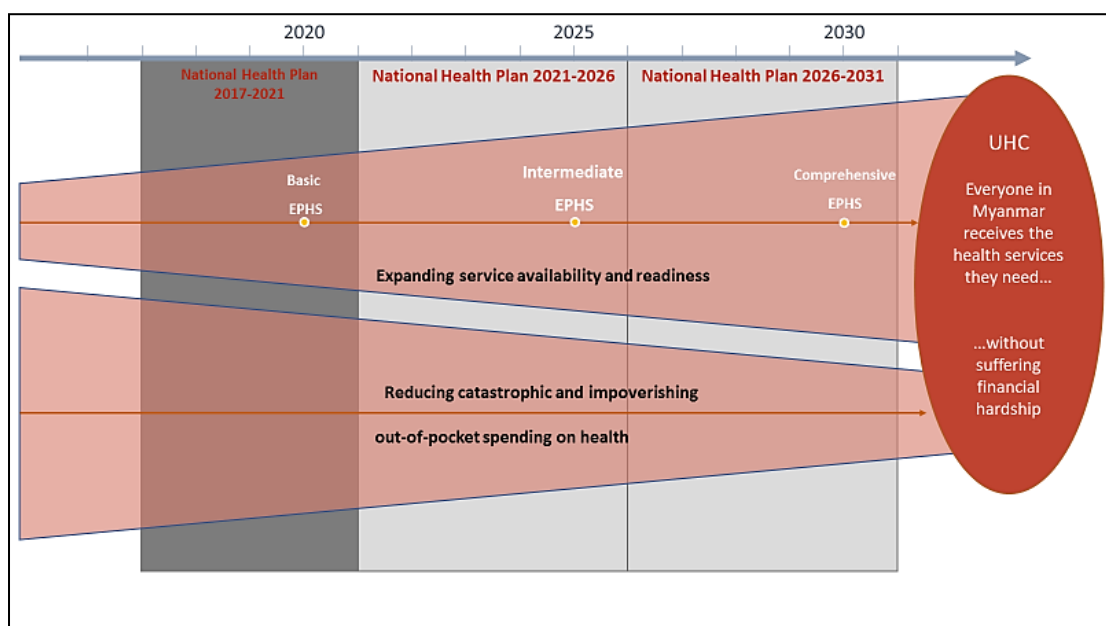 2020
2025
2030
National Health Plan
2017-2021
National Health Plan 2021-2026
National Health Plan 2026-2031
Basic
EPHS
Intermediate
EPHS
Comprehensive
EPHS
Expanding service availability and readiness
Reducing catastrophic and impoverishing
out-of-pocket spending on health
UHC
Everyone in
Myanmar
receives the
health services
they need...
...without
suffering
financial
hardship